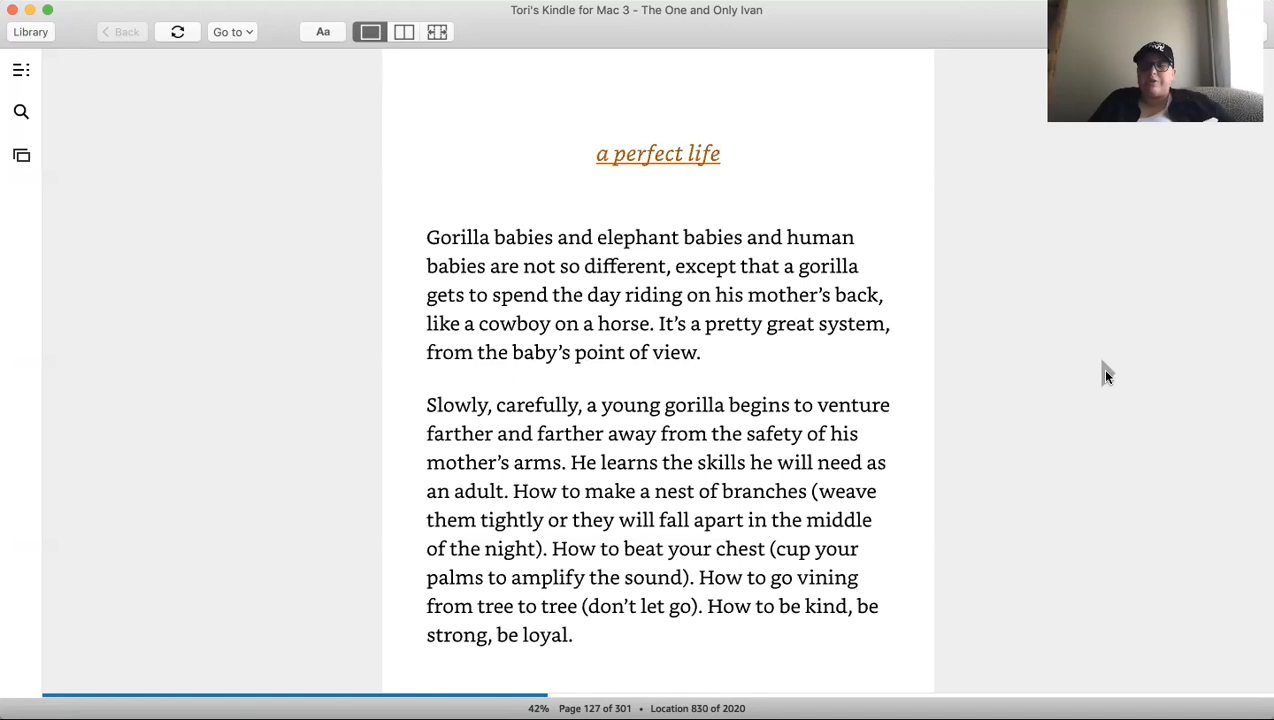 Tori's Kindle for Mac 3 - The One and Only Ivan
Library
Back
Go to
Aa
a perfect life
Gorilla babies and elephant babies and human
babies are not so different, except that a gorilla
gets to spend the day riding on his mother’s back,
like a cowboy on a horse. It’s a pretty great system,
from the baby’s point of view.
Slowly, carefully, a young gorilla begins to venture
farther and farther away from the safety of his
mother’s arms. He learns the skills he will need as
an adult. How to make a nest of branches (weave
them tightly or they will fall apart in the middle
of the night). How to beat your chest (cup your
palms to amplify the sound). How to go vining
from tree to tree (don’t let go). How to be kind, be
strong, be loyal.
42% Page 127 of 301 • Location 830 of 2020